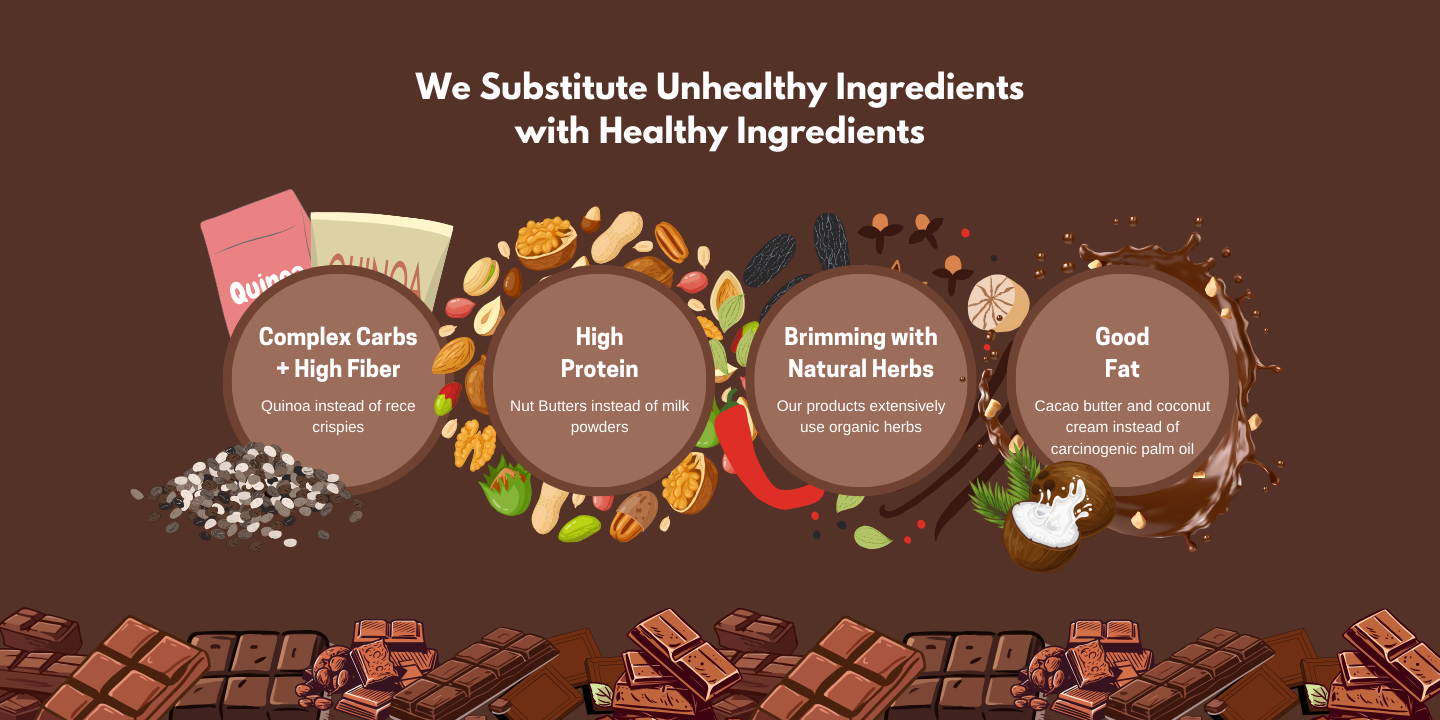 We Substitute Unhealthy Ingredients
with Healthy Ingredients
Quinoa
QUINOA
Complex Carbs
+ High Fiber
Quinoa instead of rece
crispies
High
Protein
Nut Butters instead of milk
powders
Brimming with
Natural Herbs
Our products extensively
use organic herbs
Good
Fat
Cacao butter and coconut
cream instead of
carcinogenic palm oil